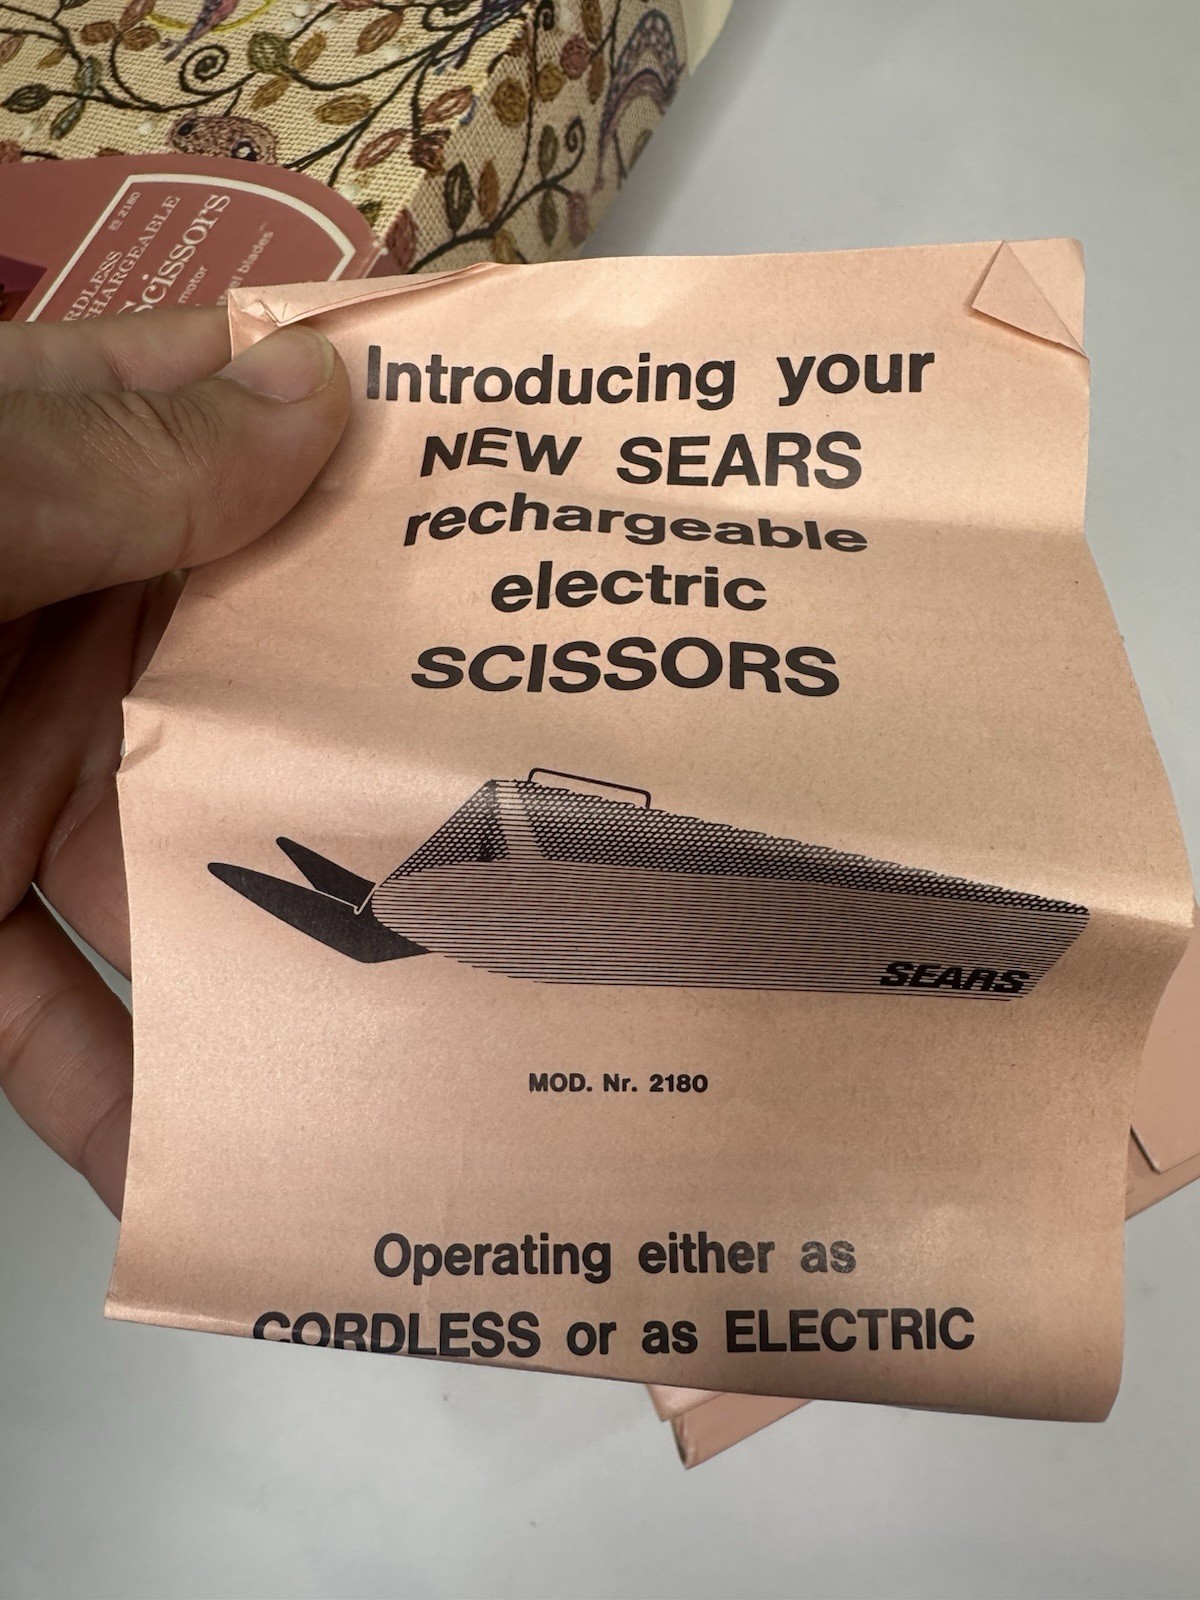 2180
CHARGEABLE
Scissors
motor
blades
Introducing your
NEW SEARS
rechargeable
electric
SCISSORS
SEARS
MOD. Nr. 2180
Operating either as
CORDLESS or as ELECTRIC